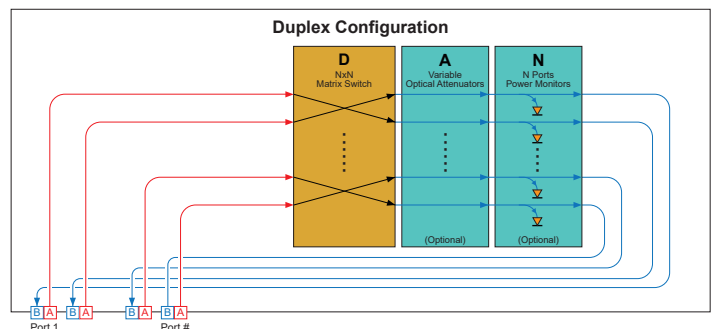 Duplex Configuration
D
NxN
Matrix Switch
A
Variable
Optical Attenuators
N
N Ports
Power Monitors
(Optional)
(Optional)
B A B A B A B A
Port 1 Port #